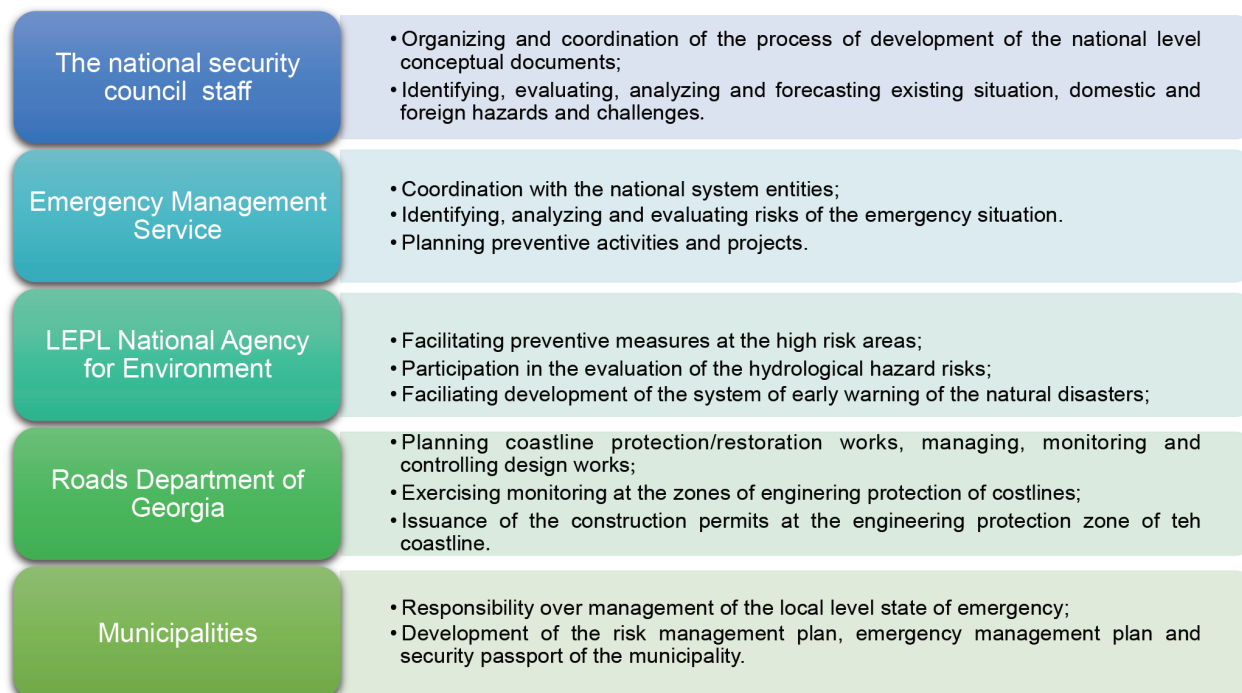 The national security
council staff
• Organizing and coordination of the process of development of the national level
conceptual documents;
• Identifying, evaluating, analyzing and forecasting existing situation, domestic and
foreign hazards and challenges.
Emergency Management
Service
• Coordination with the national system entities;
• Identifying, analyzing and evaluating risks of the emergency situation.
• Planning preventive activities and projects.
LEPL National Agency
for Environment
• Facilitating preventive measures at the high risk areas;
• Participation in the evaluation of the hydrological hazard risks;
• Faciliating development of the system of early warning of the natural disasters;
Roads Department of
Georgia
• Planning coastline protection/restoration works, managing, monitoring and
controlling design works;
• Exercising monitoring at the zones of enginering protection of costlines;
• Issuance of the construction permits at the engineering protection zone of teh
coastline.
Municipalities
• Responsibility over management of the local level state of emergency;
• Development of the risk management plan, emergency management plan and
security passport of the municipality.